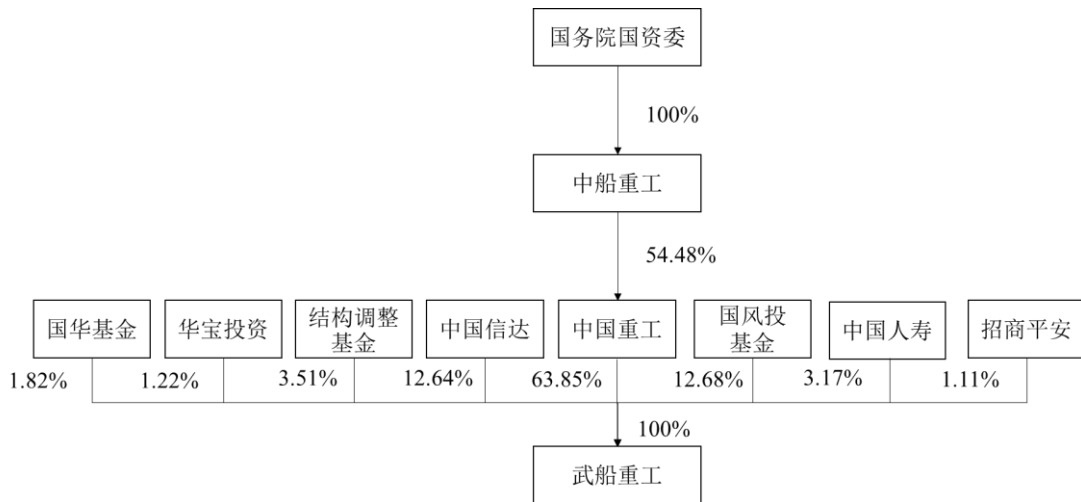 国务院国资委
100%
中船重工
54.48%
国华基金
华宝投资
结构调整
基金
中国信达
中国重工
国风投
基金
中国人寿
招商平安
1.82%
1.22%
3.51%
12.64%
63.85%
12.68%
3.17%
1.11%
100%
武船重工